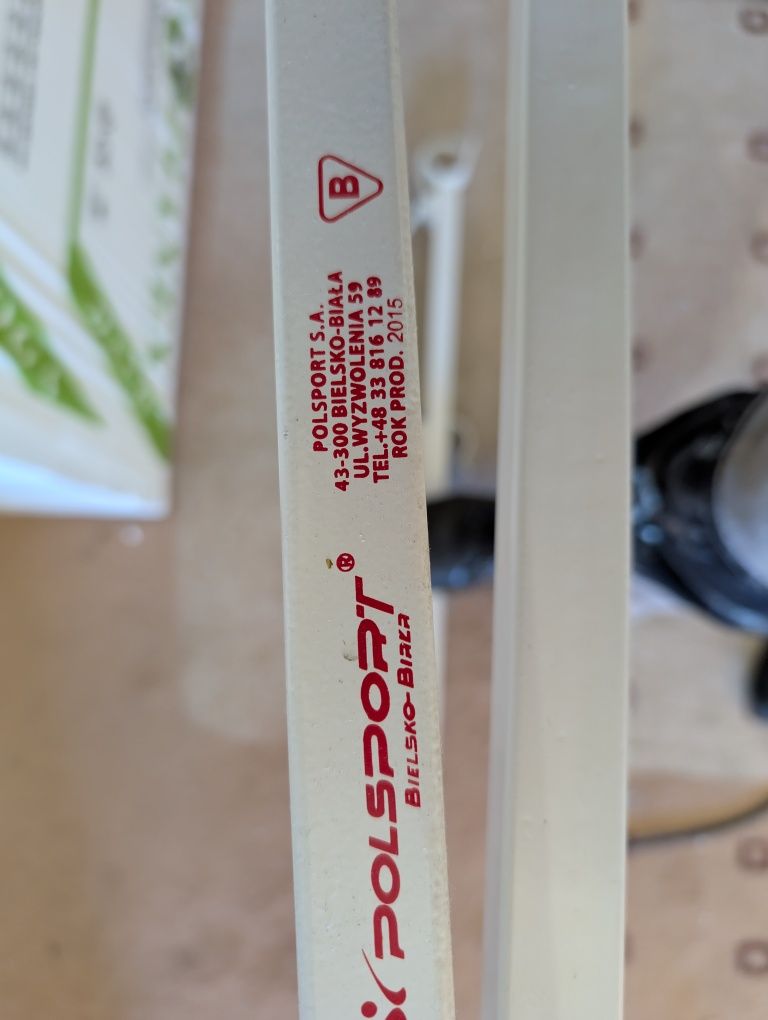 B
POLSPORT S.A.
43-300 BIELSKO-BIAŁA
UL.WYZWOLENIA 59
TEL.+48 33 816 12 89
ROK PROD. 2015
POLSPORT®
BIELSKO-BIAŁA